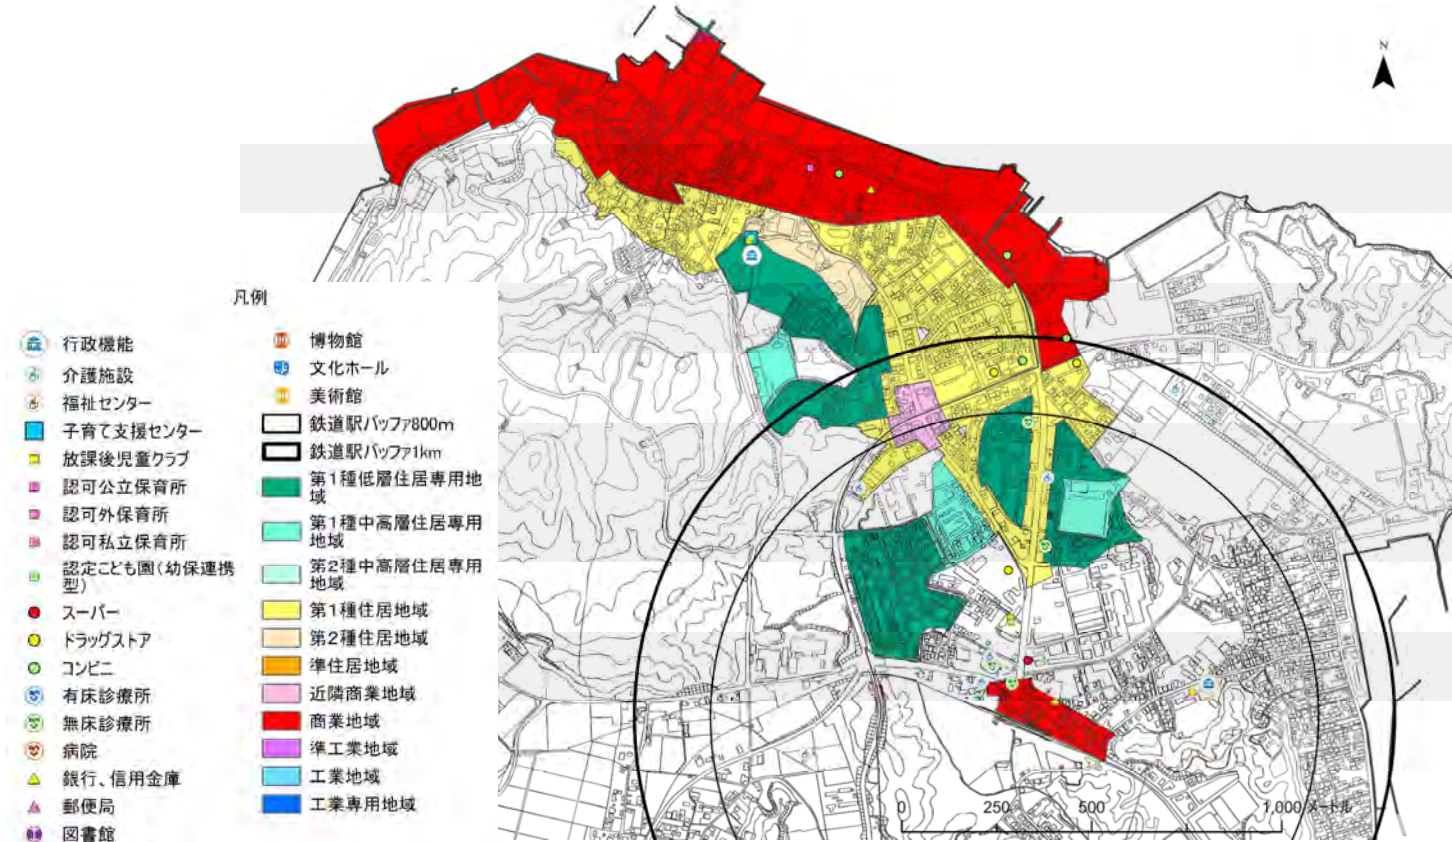 N
凡例
行政機能
介護施設
福祉センター
子育て支援センター
放課後児童クラブ
認可公立保育所
認可外保育所
認可私立保育所
認定こども園(幼保連携
型)
スーパー
ドラッグストア
コンビニ
有床診療所
無床診療所
病院
銀行、信用金庫
郵便局
図書館
博物館
文化ホール
美術館
鉄道駅バッファ800m
鉄道駅バッファ1km
第1種低層住居専用地
域
第1種中高層住居専用
地域
第2種中高層住居専用
地域
第1種住居地域
第2種住居地域
準住居地域
近隣商業地域
商業地域
準工業地域
工業地域
工業専用地域
0 250 500 1,000 メートル